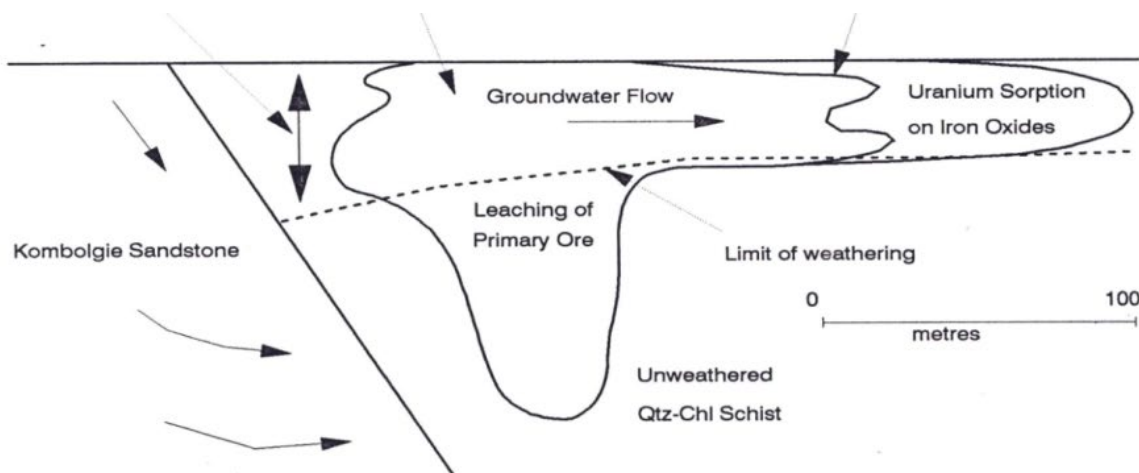 Groundwater Flow
Uranium Sorption
on Iron Oxides
Leaching of
Primary Ore
Kombolgie Sandstone
Limit of weathering
0
100
metres
Unweathered
Qtz-Chl Schist